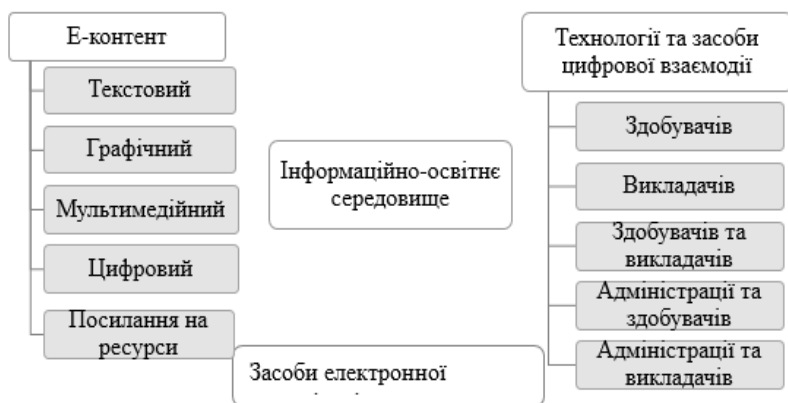 Е-контент
Текстовий
Графічний
Мультимедійний
Цифровий
Посилання на
ресурси
Інформаційно-освітнє
середовище
Засоби електронної
Технології та засоби
цифрової взаємодії
Здобувачів
Викладачів
Здобувачів та
викладачів
Адміністрації та
здобувачів
Адміністрації та
викладачів